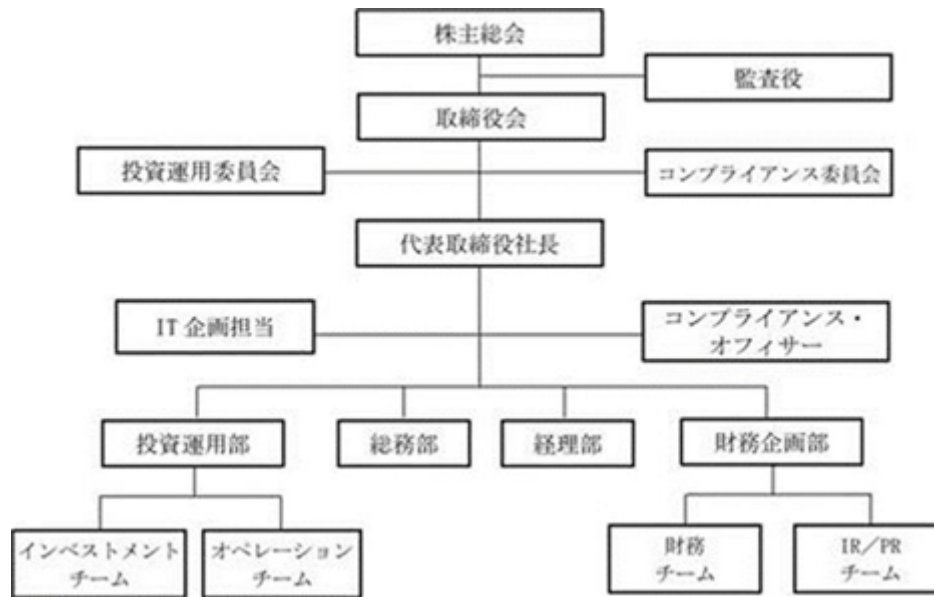 株主総会
監査役
取締役会
投資運用委員会
コンプライアンス委員会
代表取締役社長
IT 企画担当
コンプライアンス・
オフィサー
投資運用部
総務部
経理部
財務企画部
インベストメント
チーム
オペレーション
チーム
財務
チーム
IR/PR
チーム